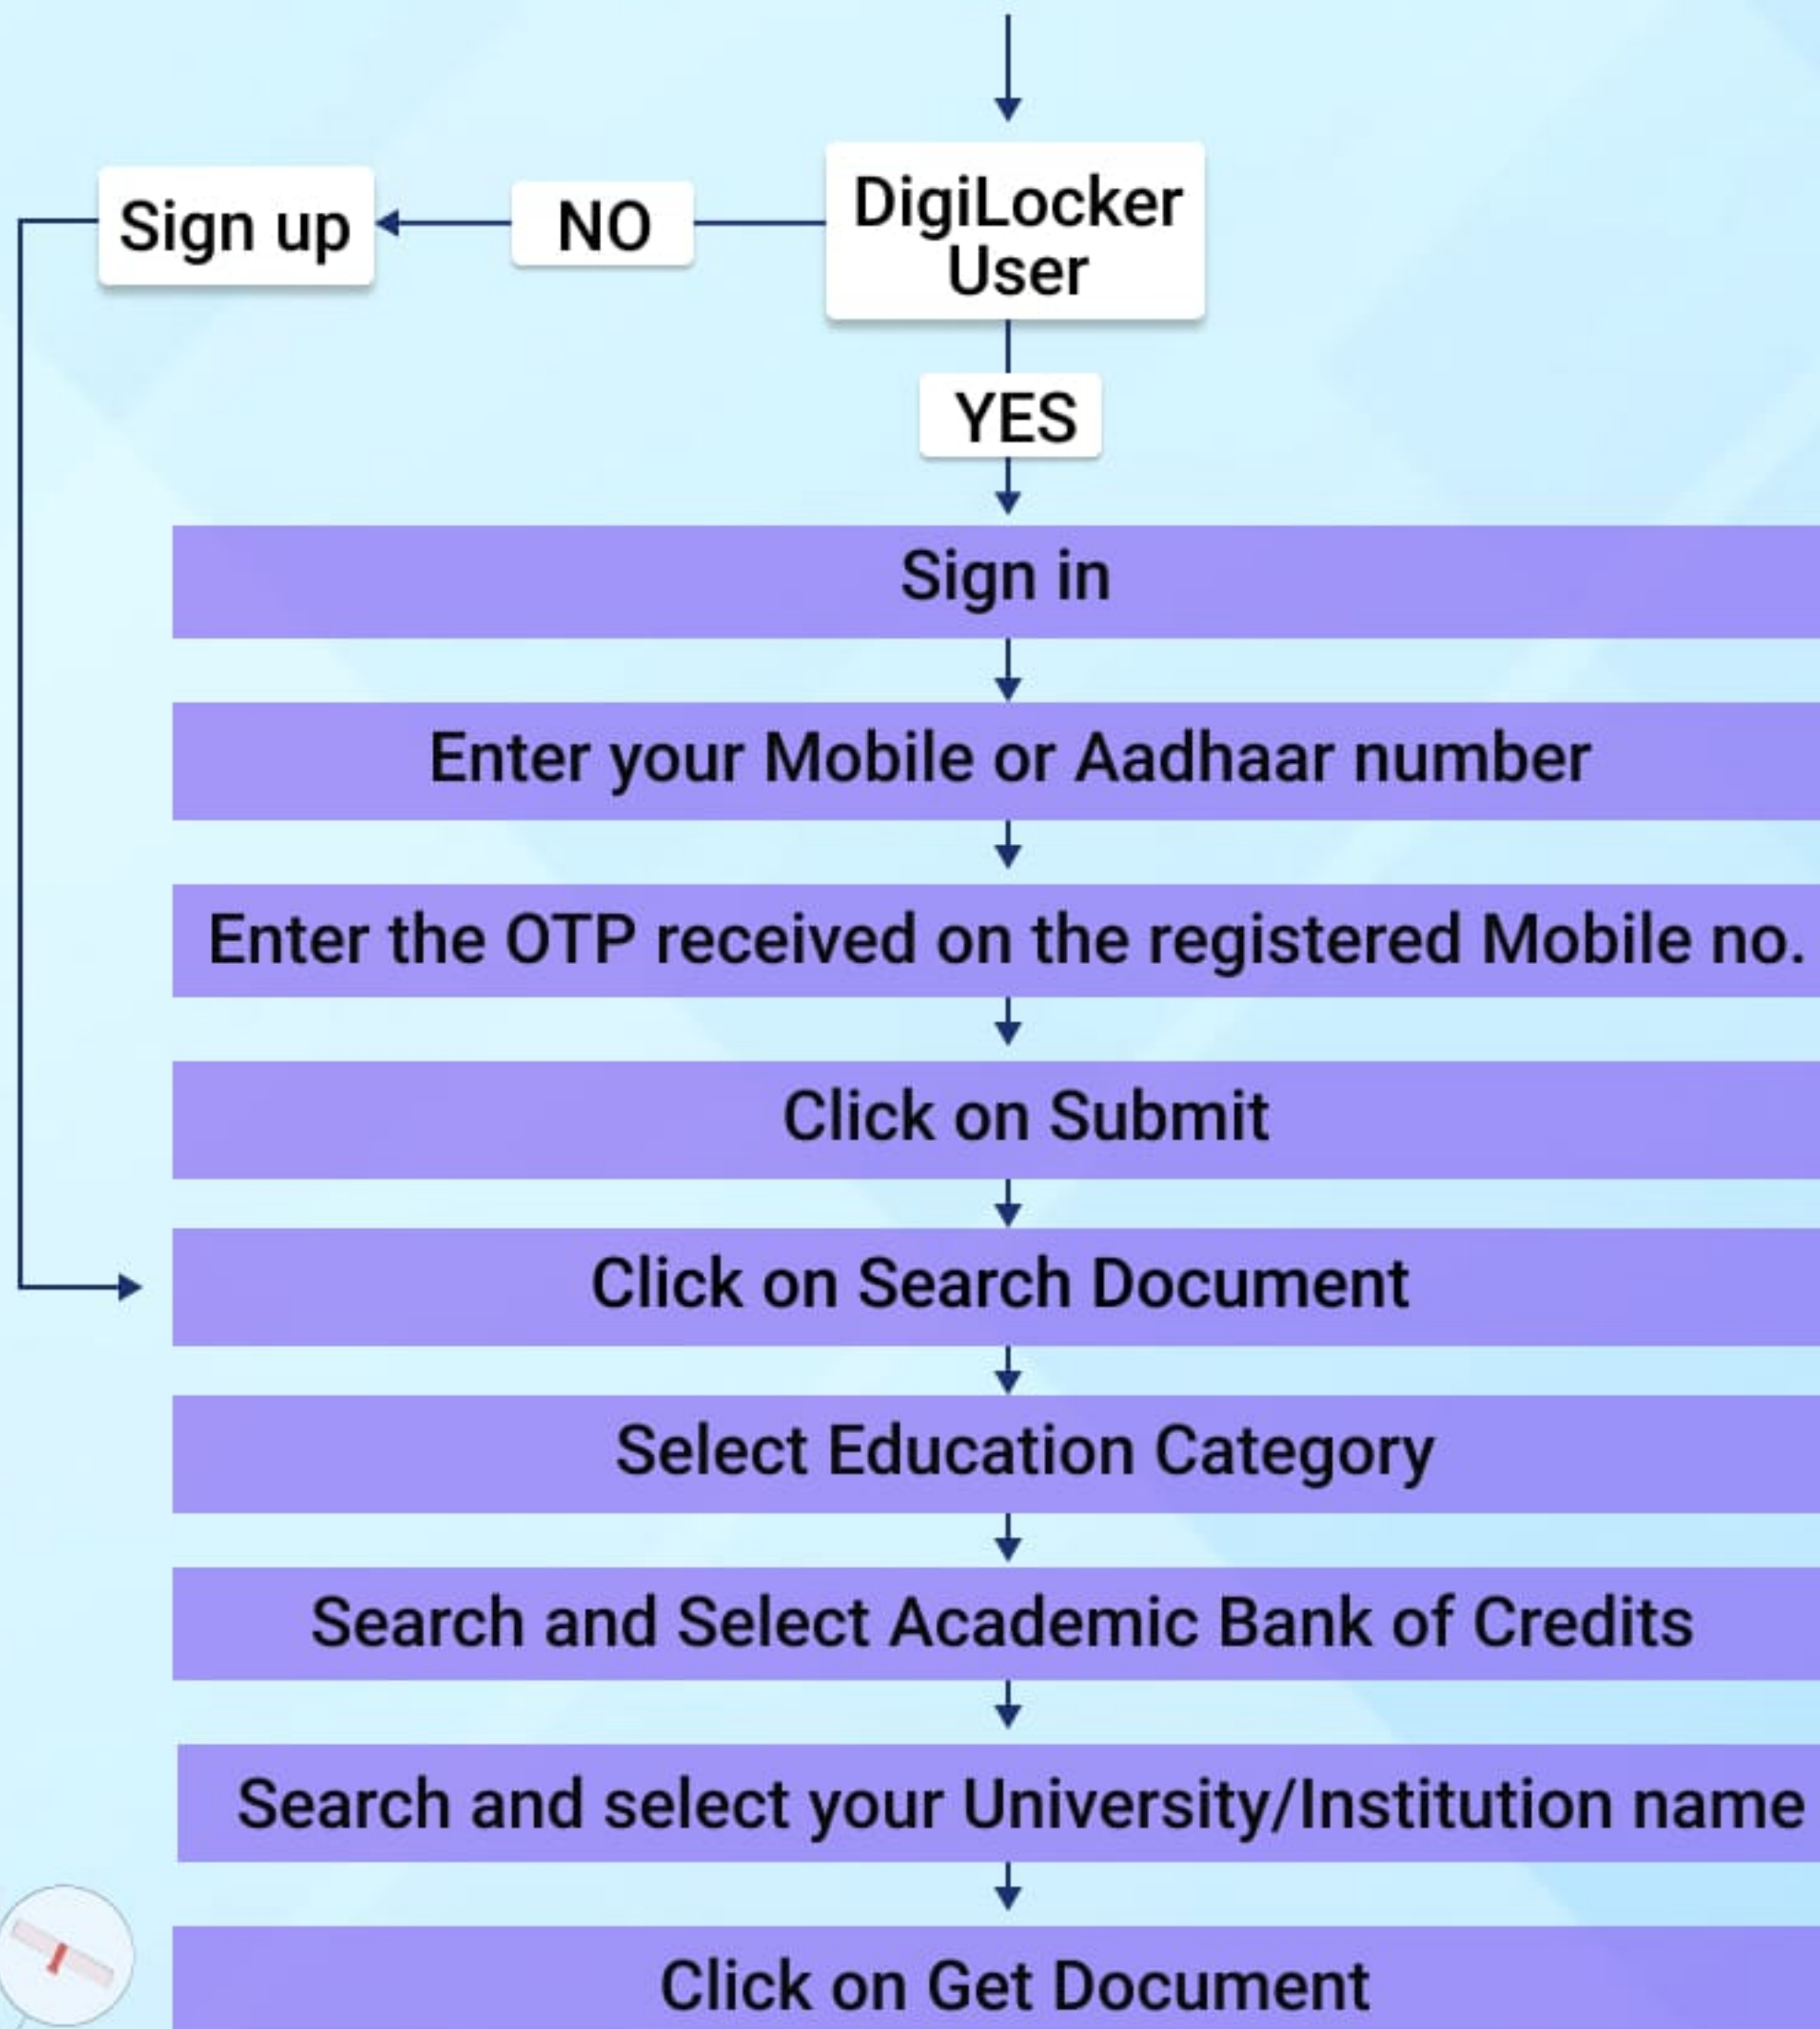 DigiLocker
User
NO
Sign up
YES
Sign in
Enter your Mobile or Aadhaar number
Enter the OTP received on the registered Mobile no.
Click on Submit
Click on Search Document
Select Education Category
Search and Select Academic Bank of Credits
Search and select your University/Institution name
Click on Get Document